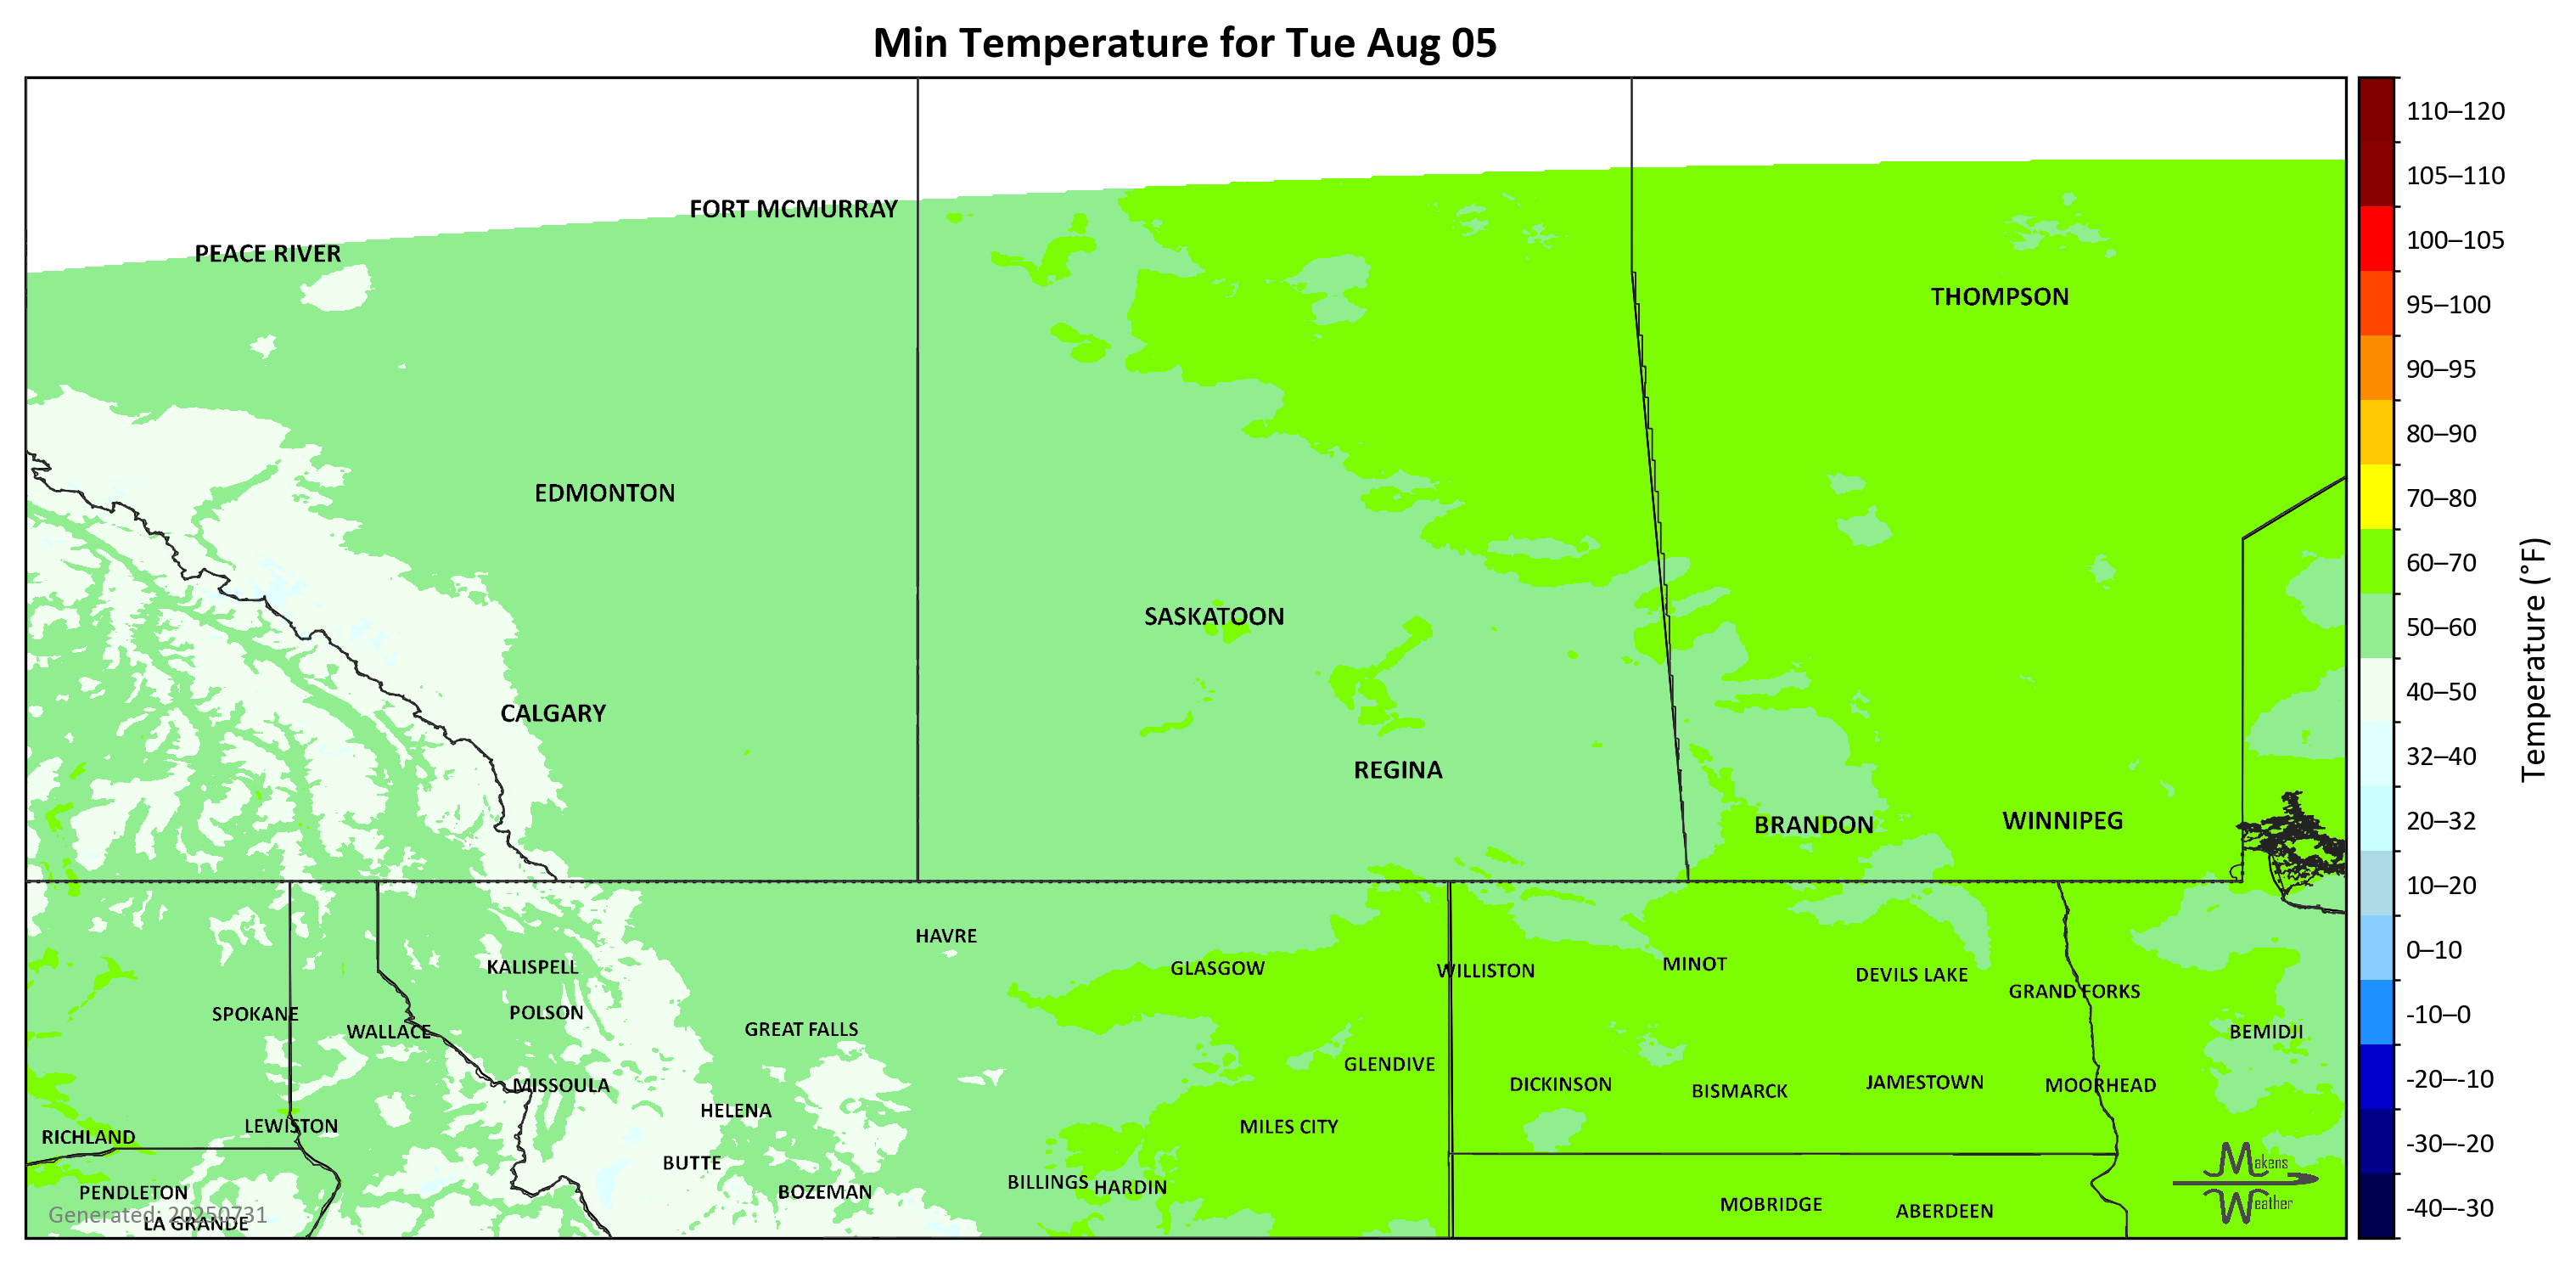 Min Temperature for Tue Aug 05
FORT MCMURRAY
PEACE RIVER
THOMPSON
EDMONTON
SASKATOON
CALGARY
REGINA
BRANDON
WINNIPEG
HAVRE
KALISPELL
GLASGOW
WILLISTON
MINOT
DEVILS LAKE
GRAND FORKS
SPOKANE
POLSON
WALLACE
GREAT FALLS
BEMIDJI
GLENDIVE
MISSOULA
DICKINSON
BISMARCK
JAMESTOWN
MOORHEAD
HELENA
LEWISTON
MILES CITY
RICHLAND
BUTTE
BILLINGS
HARDIN
PENDLETON
BOZEMAN
MOBRIDGE
ABERDEEN
Generated: 20250731
LA GRANDE
Makens
Weather
110–120
105–110
100–105
95–100
90–95
80–90
70–80
60–70
50–60
40–50
32–40
20–32
10–20
0–10
-10–0
-20–-10
-30–-20
-40–-30
Temperature (°F)